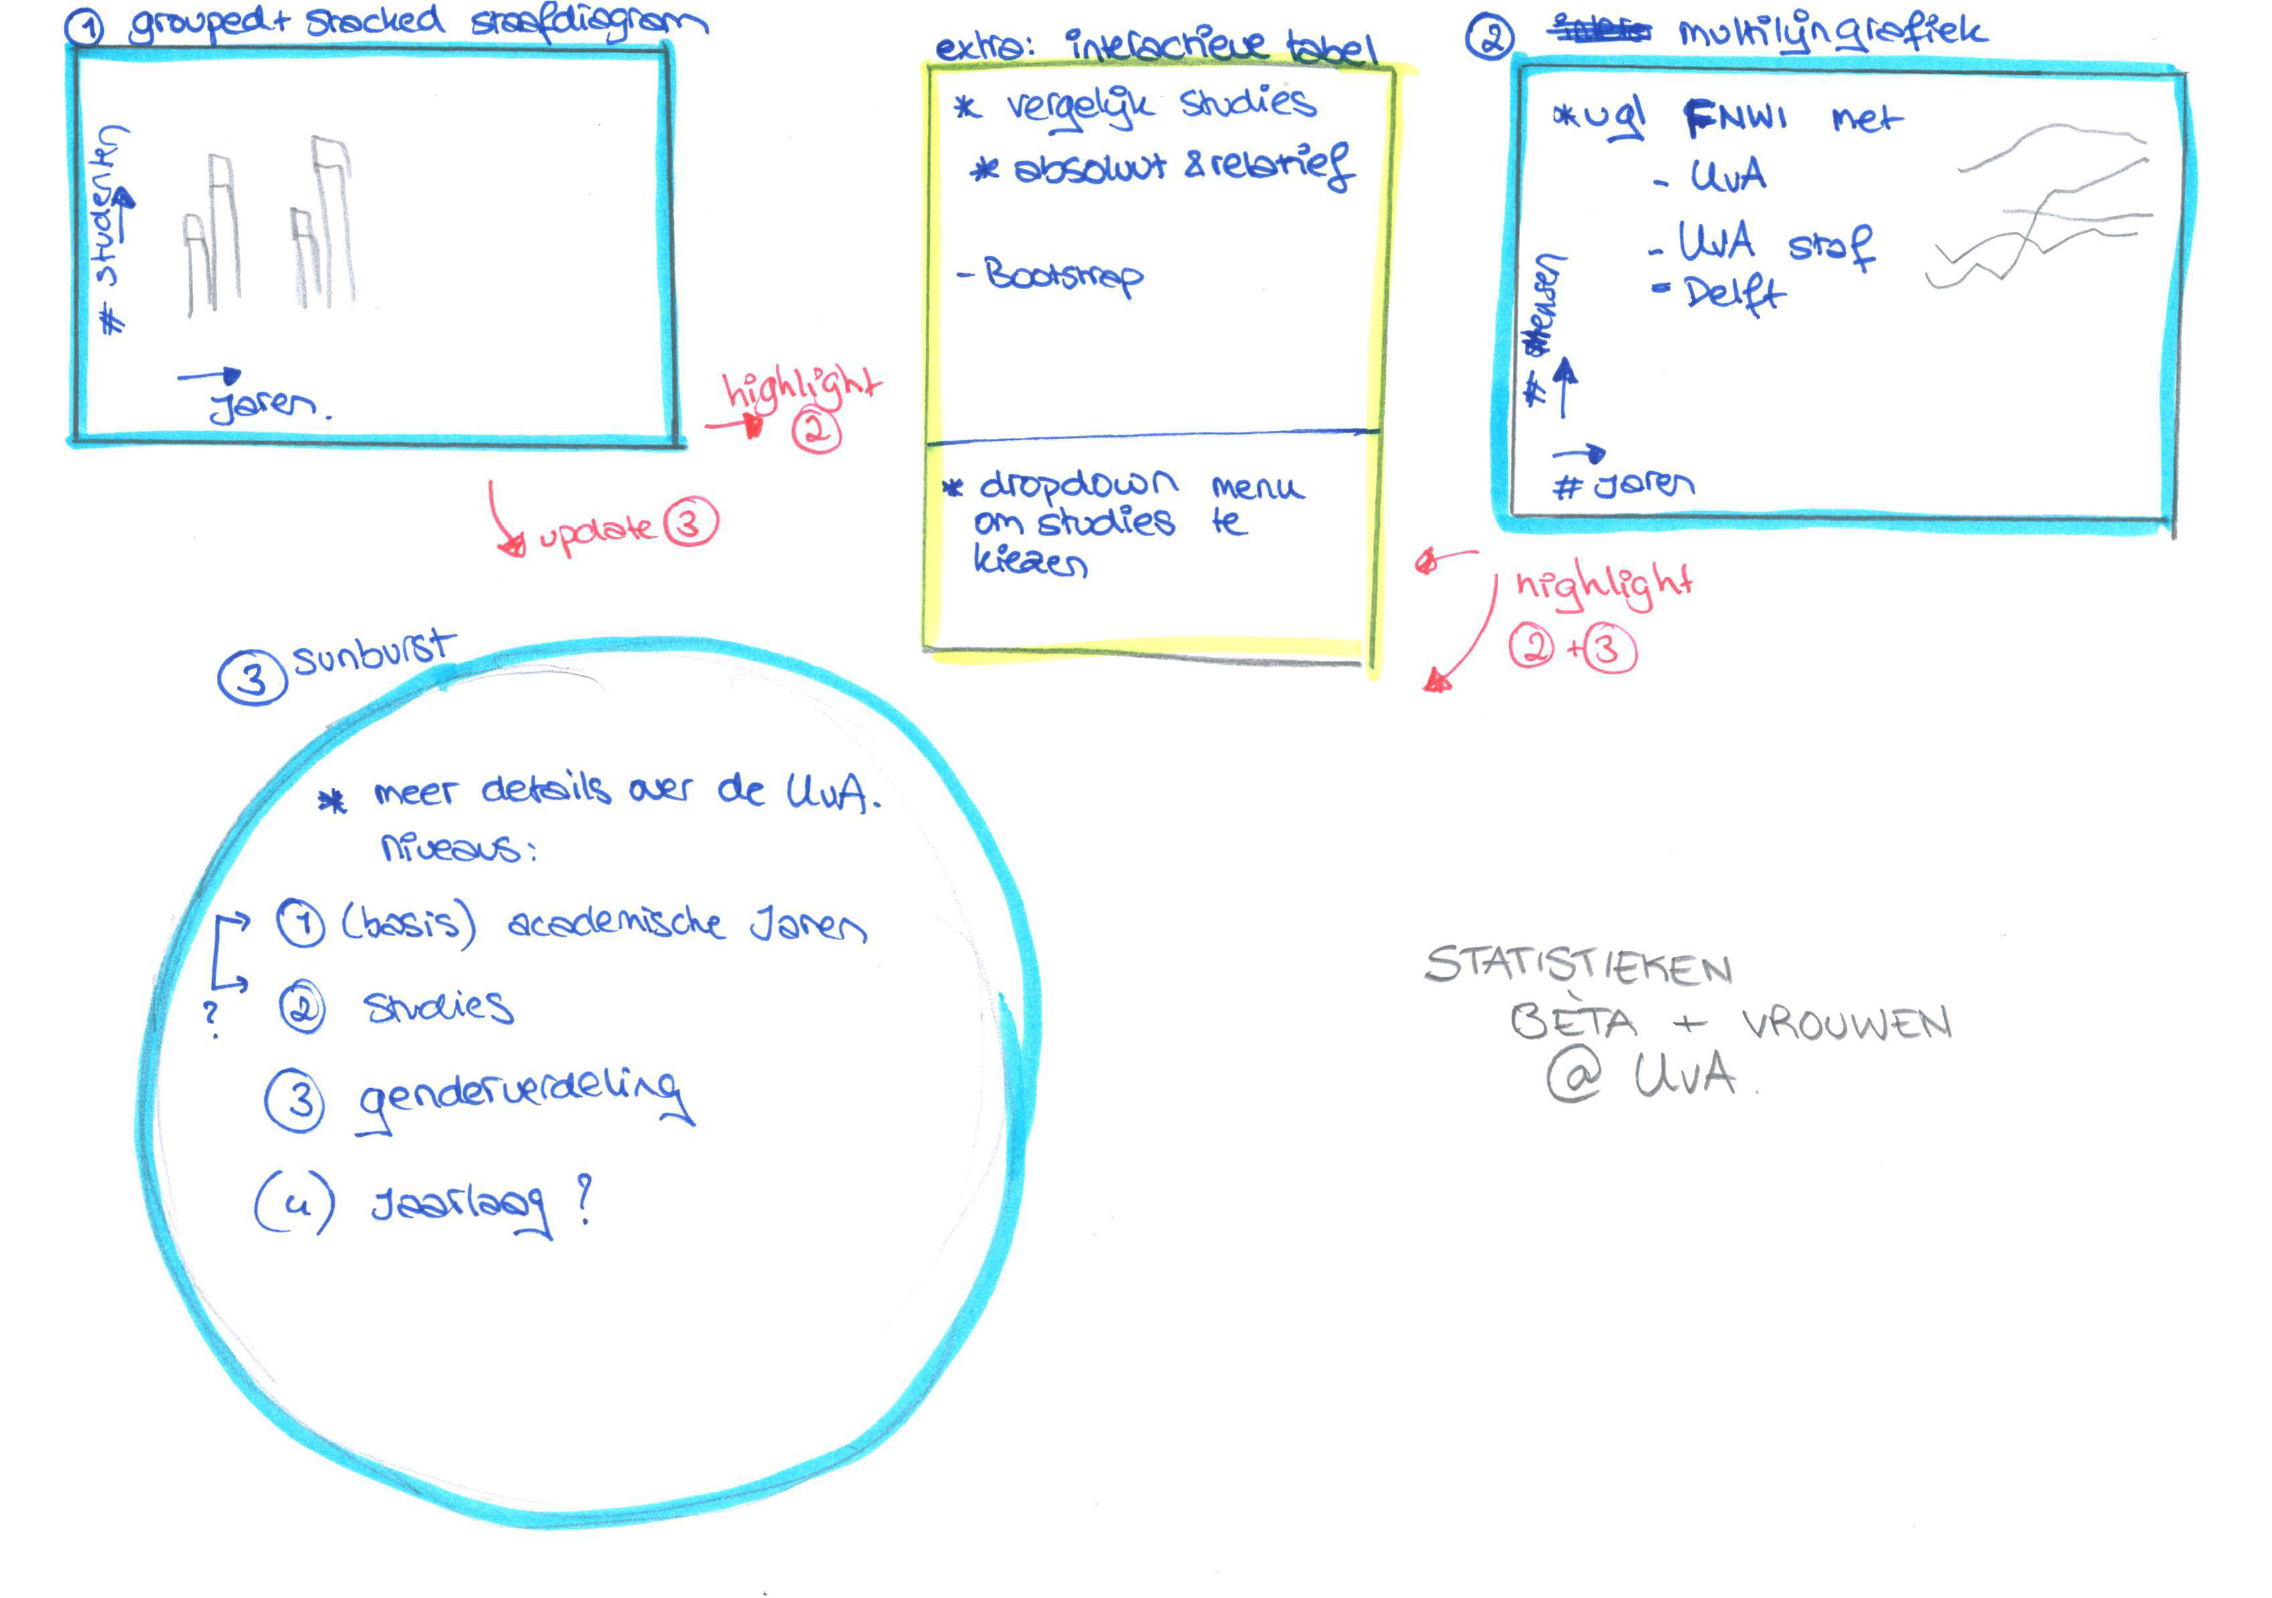 ① grouped + stacked staafdiagram
# studenten
Jaren.
highlight
②
update ③
extra: interactieve tabel
* vergelijk studies
* absoluut & relatief
- Bootstrap
* dropdown menu
om studies te
kiezen
② multilijngrafiek
* vgl FNWI met
- UvA
- UvA staf
- Delft
# mensen
# Jaren
highlight
② + ③
③ sunburst
* meer details over de UvA.
niveaus:
① (basis) academische Jaren
② studies
?
③ genderverdeling
(4) Jaarlaag ?
STATISTIEKEN
BÈTA + VROUWEN
@ UvA.